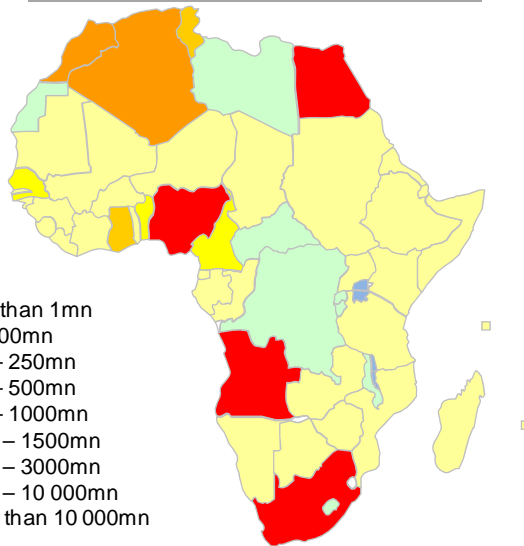 than 1mn
00mn
– 250mn
– 500mn
– 1000mn
– 1500mn
– 3000mn
– 10 000mn
than 10 000mn